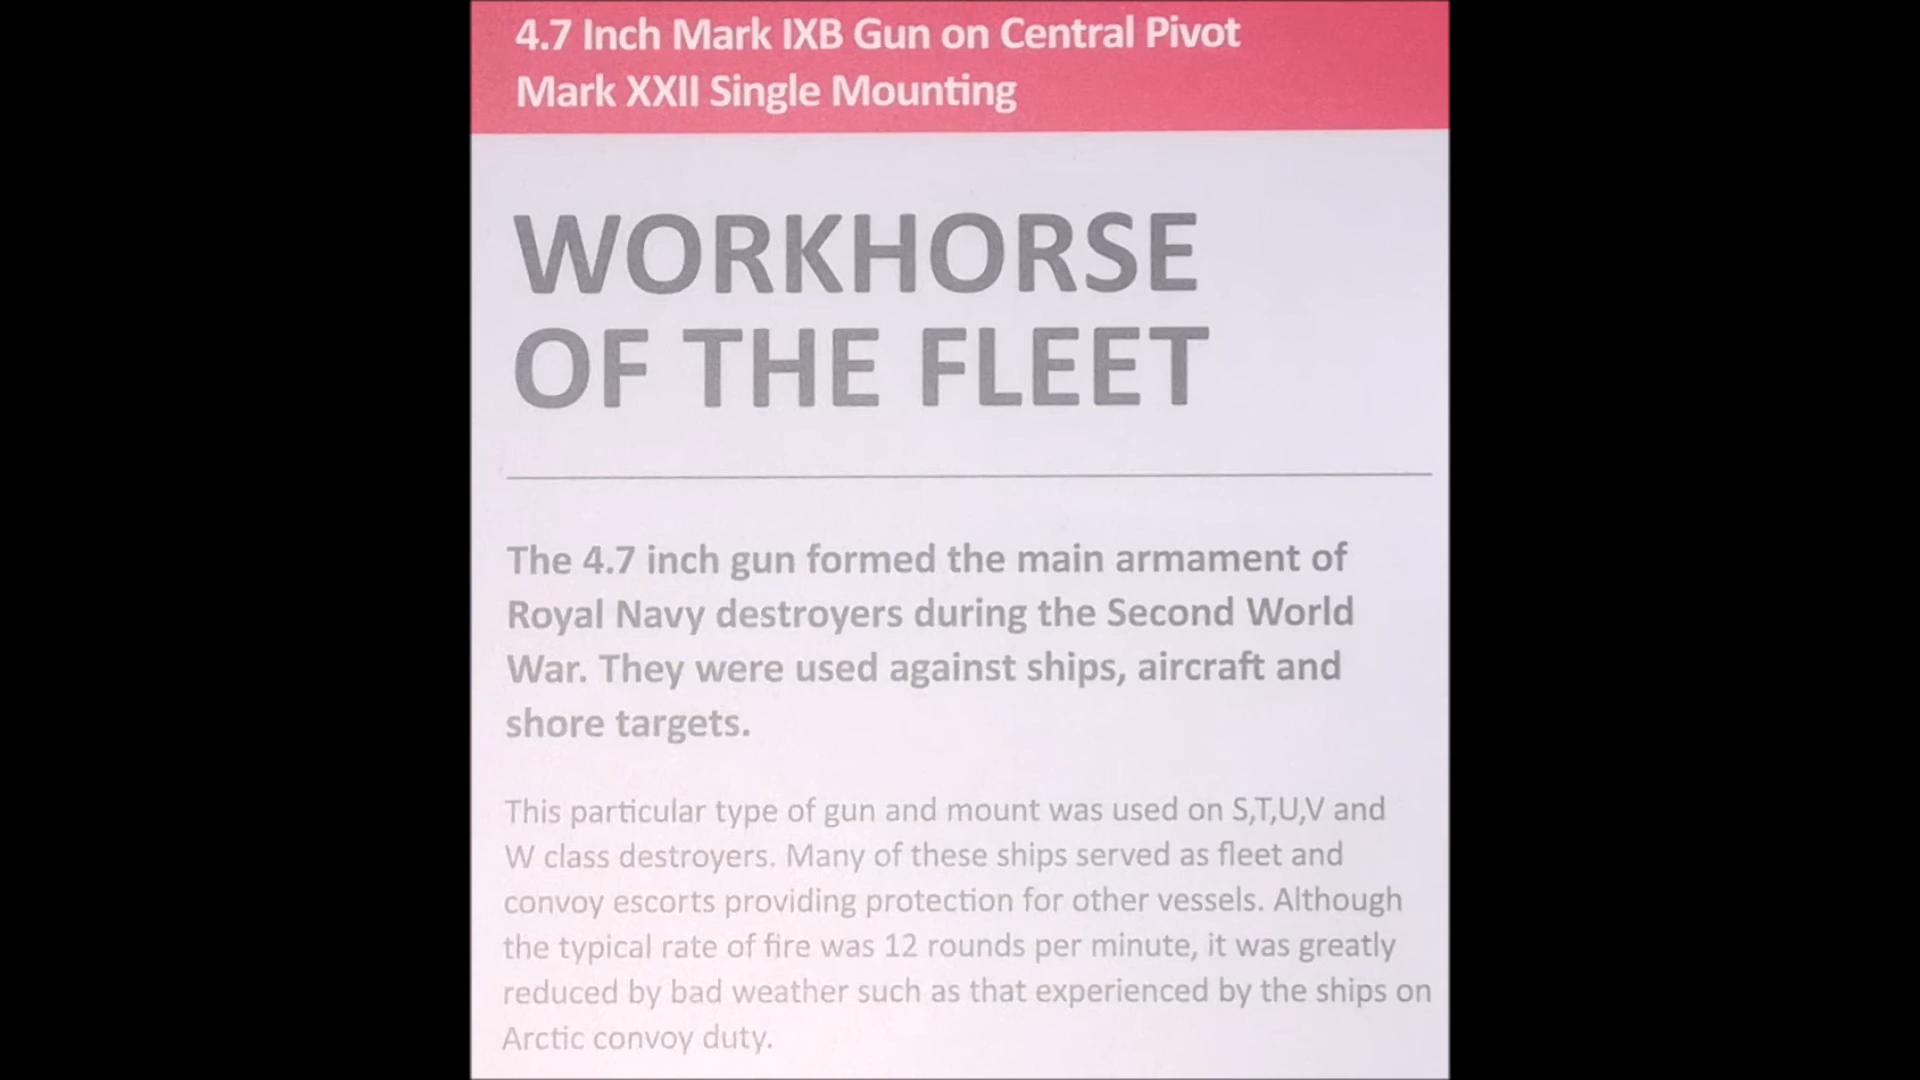 4.7 Inch Mark IXB Gun on Central Pivot
Mark XXII Single Mounting
WORKHORSE
OF THE FLEET
The 4.7 inch gun formed the main armament of
Royal Navy destroyers during the Second World
War. They were used against ships, aircraft and
shore targets.
This particular type of gun and mount was used on S,T,U,V and
W class destroyers. Many of these ships served as fleet and
convoy escorts providing protection for other vessels. Although
the typical rate of fire was 12 rounds per minute, it was greatly
reduced by bad weather such as that experienced by the ships on
Arctic convoy duty.